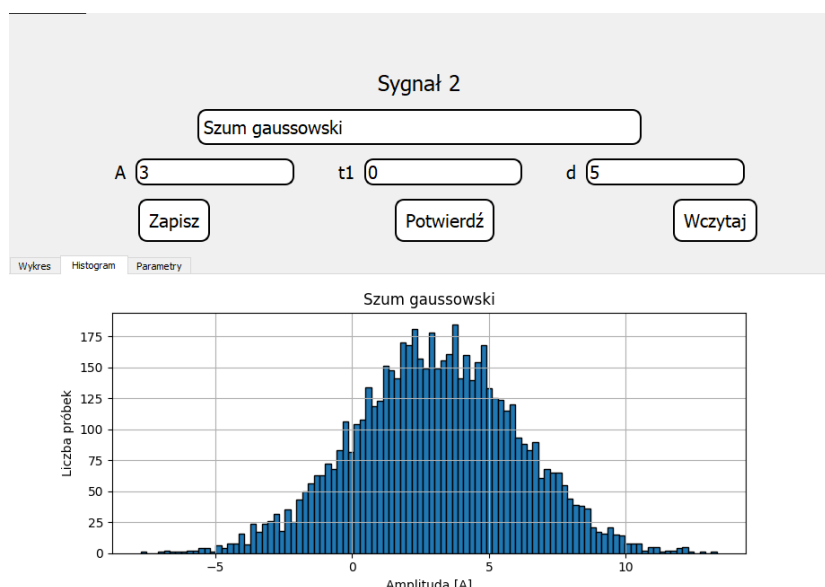 Sygnał 2
Szum gaussowski
A 3 t1 0 d 5
Zapisz Potwierdź Wczytaj
Wykres Histogram Parametry
Szum gaussowski
175
150
125
100
75
50
25
0
Liczba próbek
−5 0 5 10
Amplituda [A]